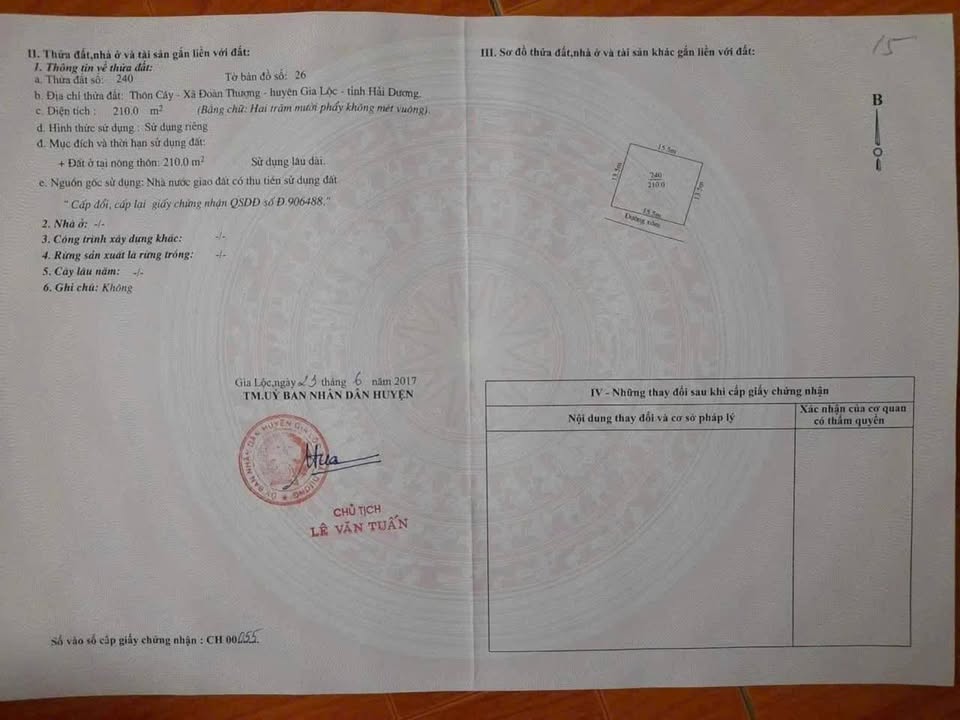 II. Thửa đất,nhà ở và tài sản gắn liền với đất:
1. Thông tin về thửa đất:
a. Thửa đất số: 240 Tờ bản đồ số: 26
b. Địa chỉ thửa đất: Thôn Cây - Xã Đoàn Thượng - huyện Gia Lộc - tỉnh Hải Dương.
c. Diện tích : 210.0 m² (Bằng chữ: Hai trăm mười phẩy không mét vuông).
d. Hình thức sử dụng : Sử dụng riêng
đ. Mục đích và thời hạn sử dụng đất:
+ Đất ở tại nông thôn: 210.0 m² Sử dụng lâu dài.
e. Nguồn gốc sử dụng: Nhà nước giao đất có thu tiền sử dụng đất
" Cấp đổi, cấp lại giấy chứng nhận QSDĐ số Đ 906488."
2. Nhà ở: -/-
3. Công trình xây dựng khác: -/-
4. Rừng sản xuất là rừng trồng: -/-
5. Cây lâu năm: -/-
6. Ghi chú: Không
Gia Lộc,ngày 23 tháng 6 năm 2017
TM.UỶ BAN NHÂN DÂN HUYỆN
CHỦ TỊCH
LÊ VĂN TUẤN
Số vào sổ cấp giấy chứng nhận : CH 00055
15
III. Sơ đồ thửa đất,nhà ở và tài sản khác gắn liền với đất:
B
15.5m
13.5m
240
210.0
13.5m
15.5m
Đường xóm
IV - Những thay đổi sau khi cấp giấy chứng nhận
Nội dung thay đổi và cơ sở pháp lý
Xác nhận của cơ quan
có thẩm quyền